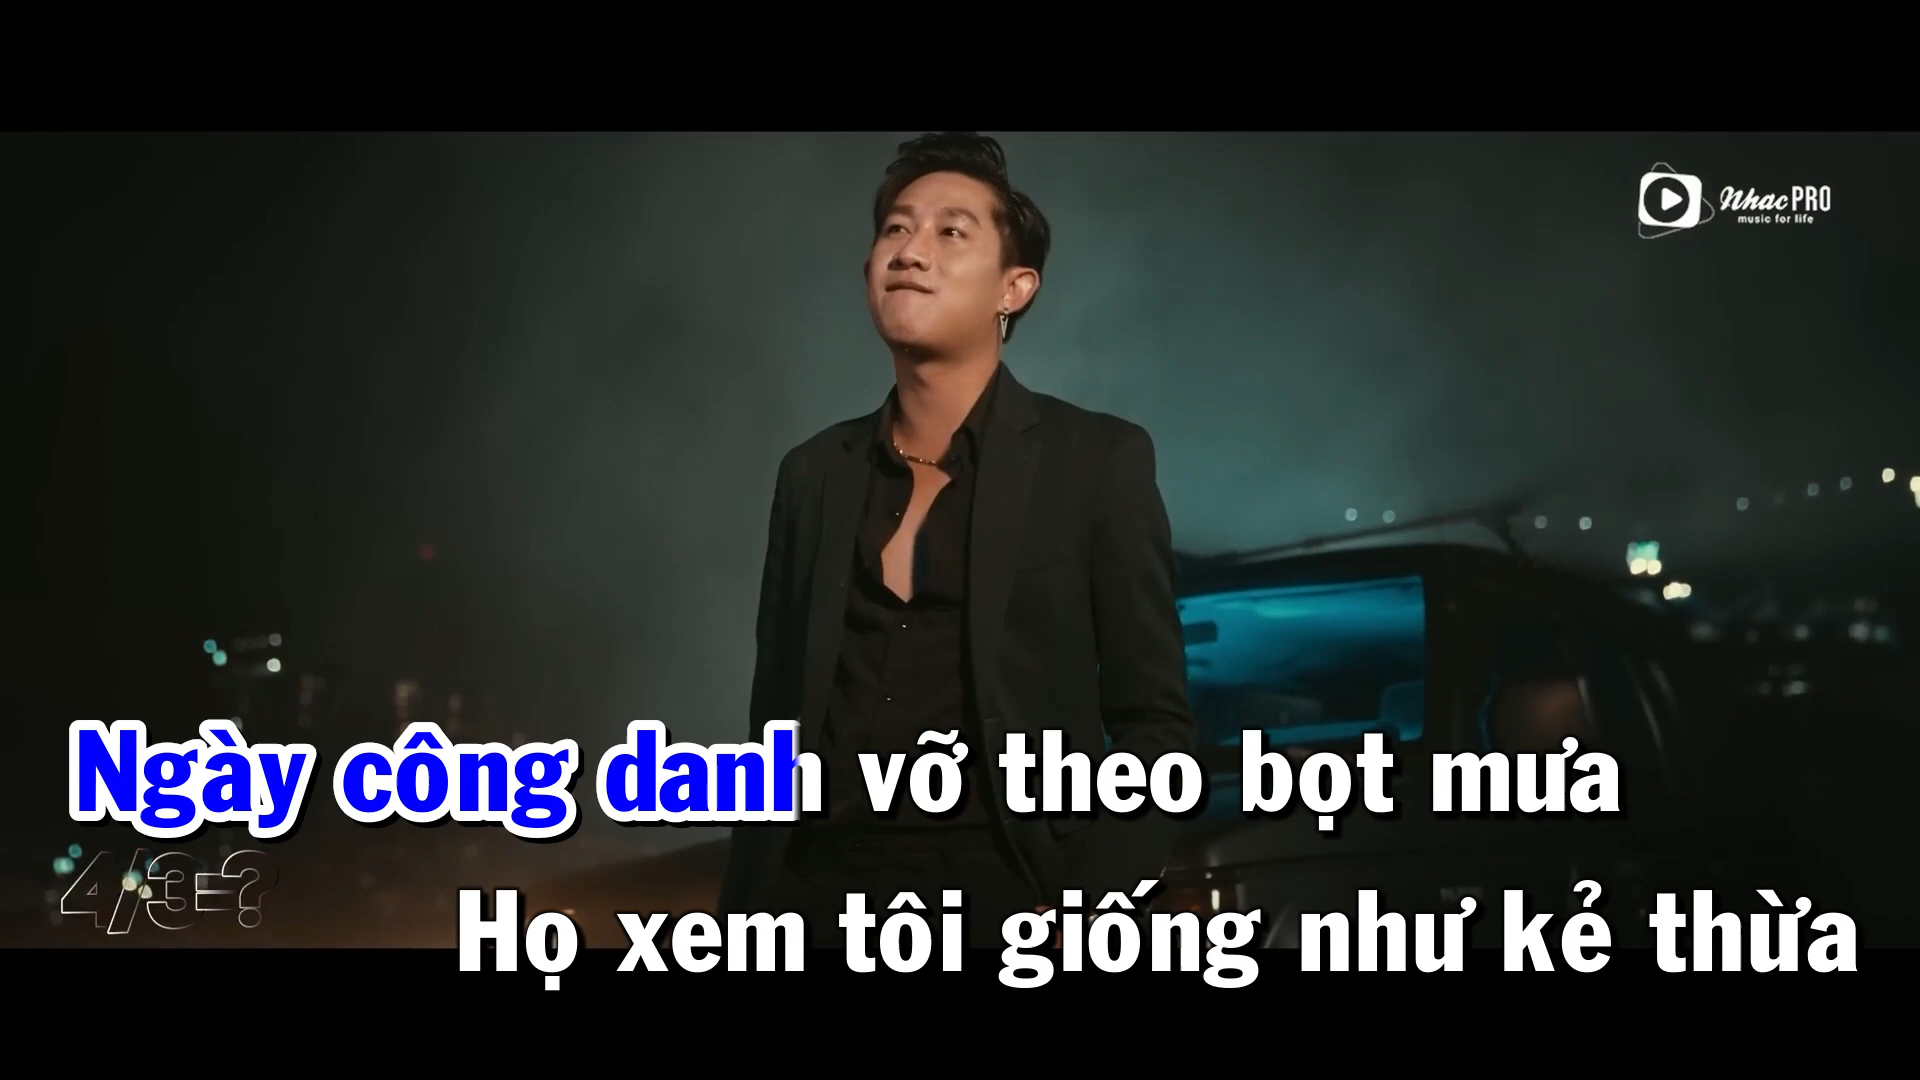 Nhạc PRO
music for life
Ngày công danh vỡ theo bọt mưa
4/3=?
Họ xem tôi giống như kẻ thừa